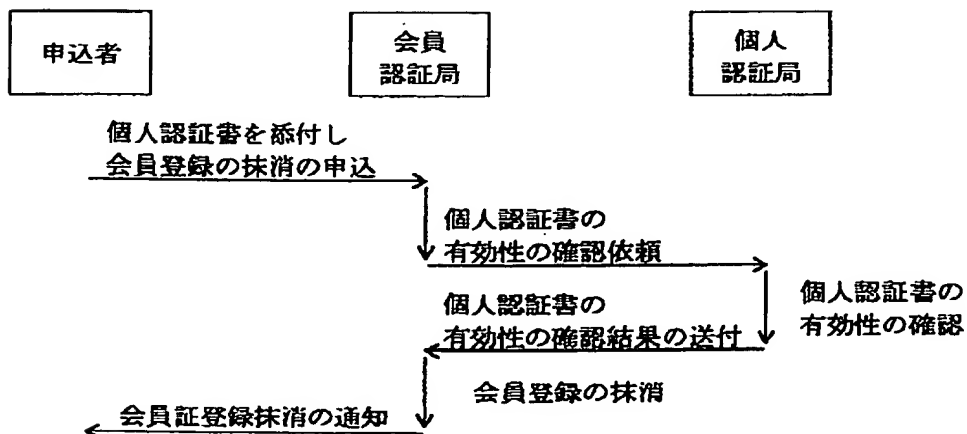 申込者
会員
認証局
個人
認証局
個人認証書を添付し
会員登録の抹消の申込
個人認証書の
有効性の確認依頼
個人認証書の
有効性の確認
個人認証書の
有効性の確認結果の送付
会員登録の抹消
会員証登録抹消の通知